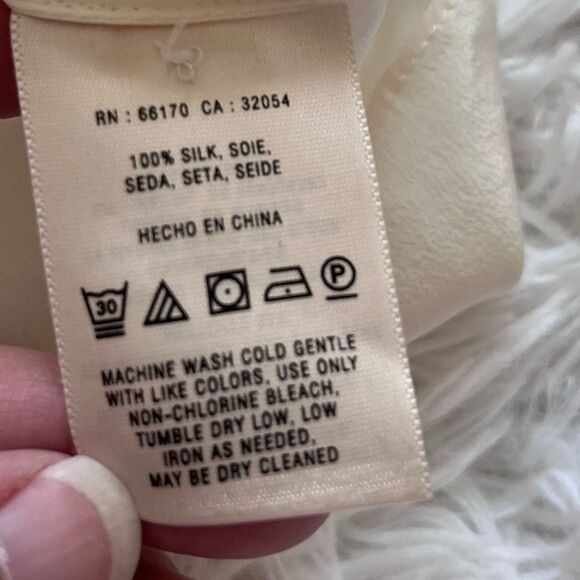 RN : 66170 CA : 32054
100% SILK, SOIE,
SEDA, SETA, SEIDE
HECHO EN CHINA
30 P
MACHINE WASH COLD GENTLE
WITH LIKE COLORS, USE ONLY
NON-CHLORINE BLEACH,
TUMBLE DRY LOW, LOW
IRON AS NEEDED,
MAY BE DRY CLEANED